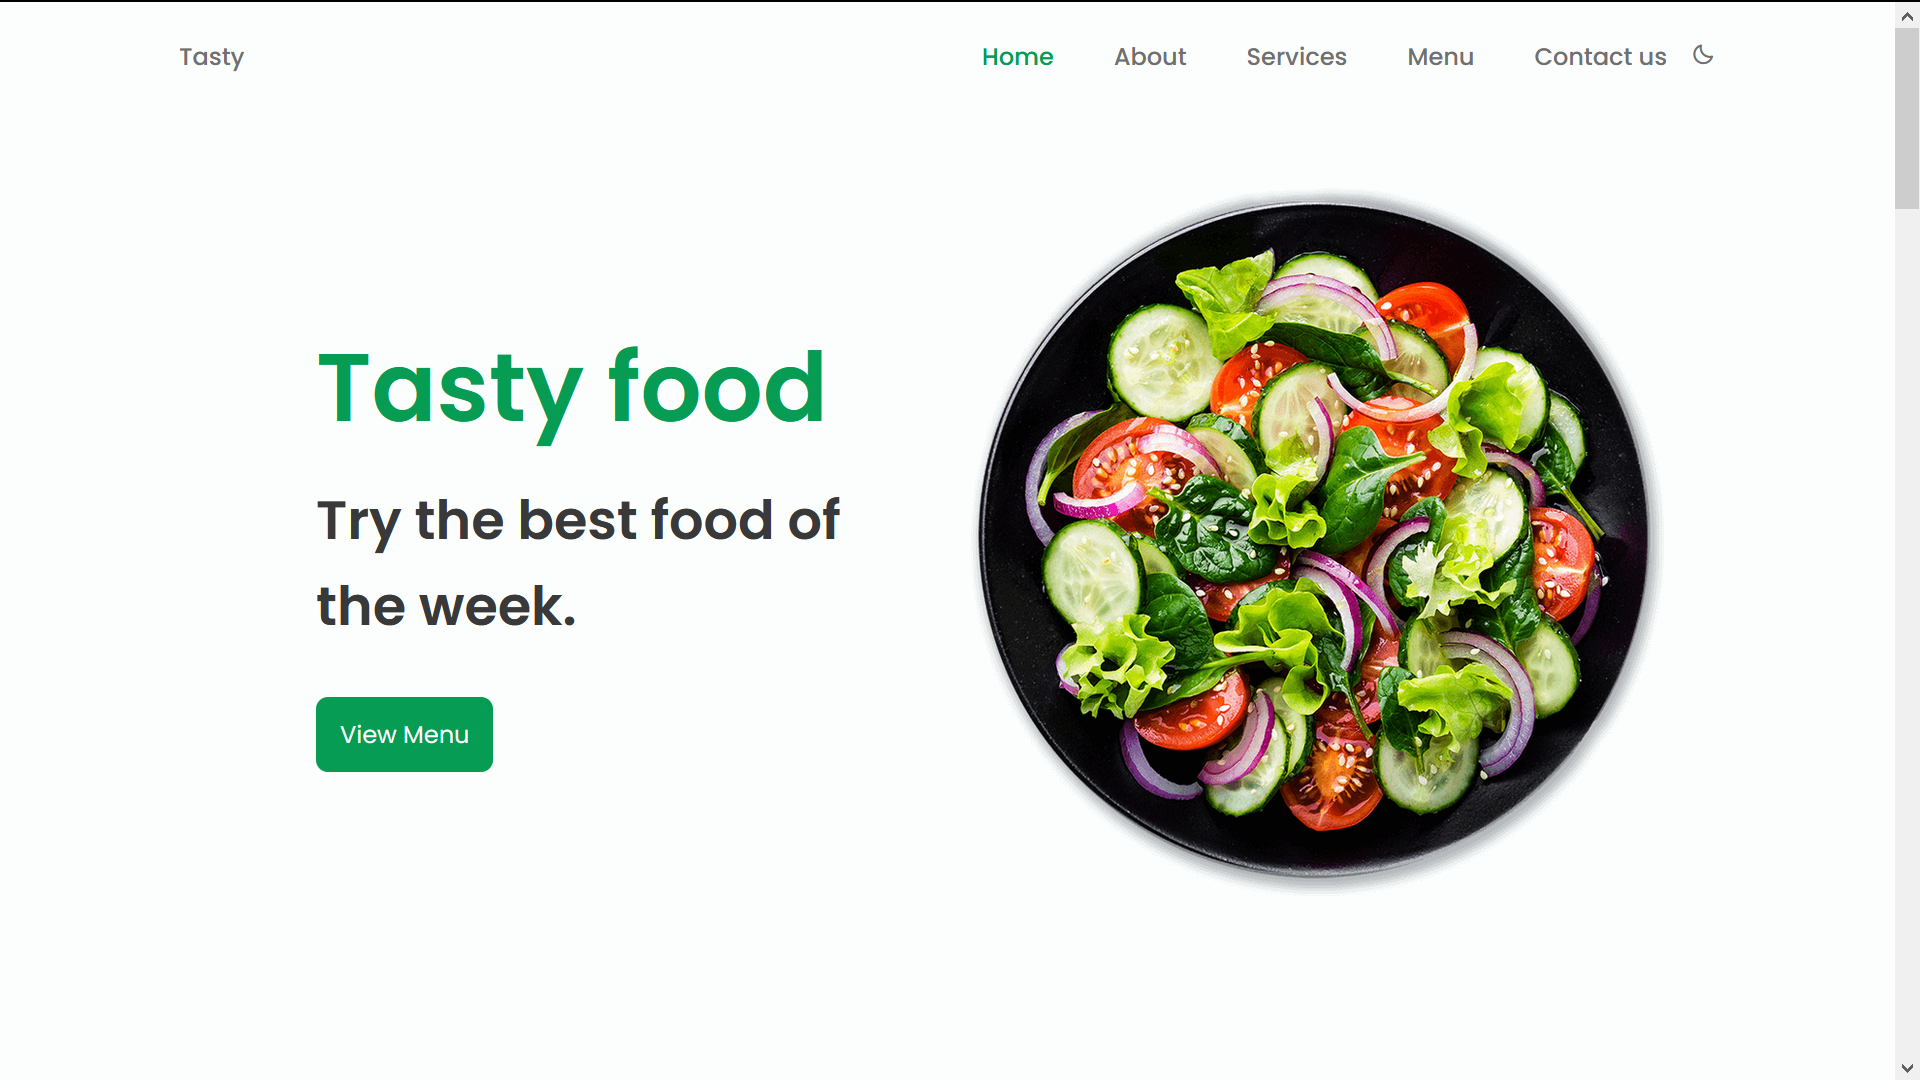 Tasty
Home About Services Menu Contact us
Tasty food
Try the best food of
the week.
View Menu